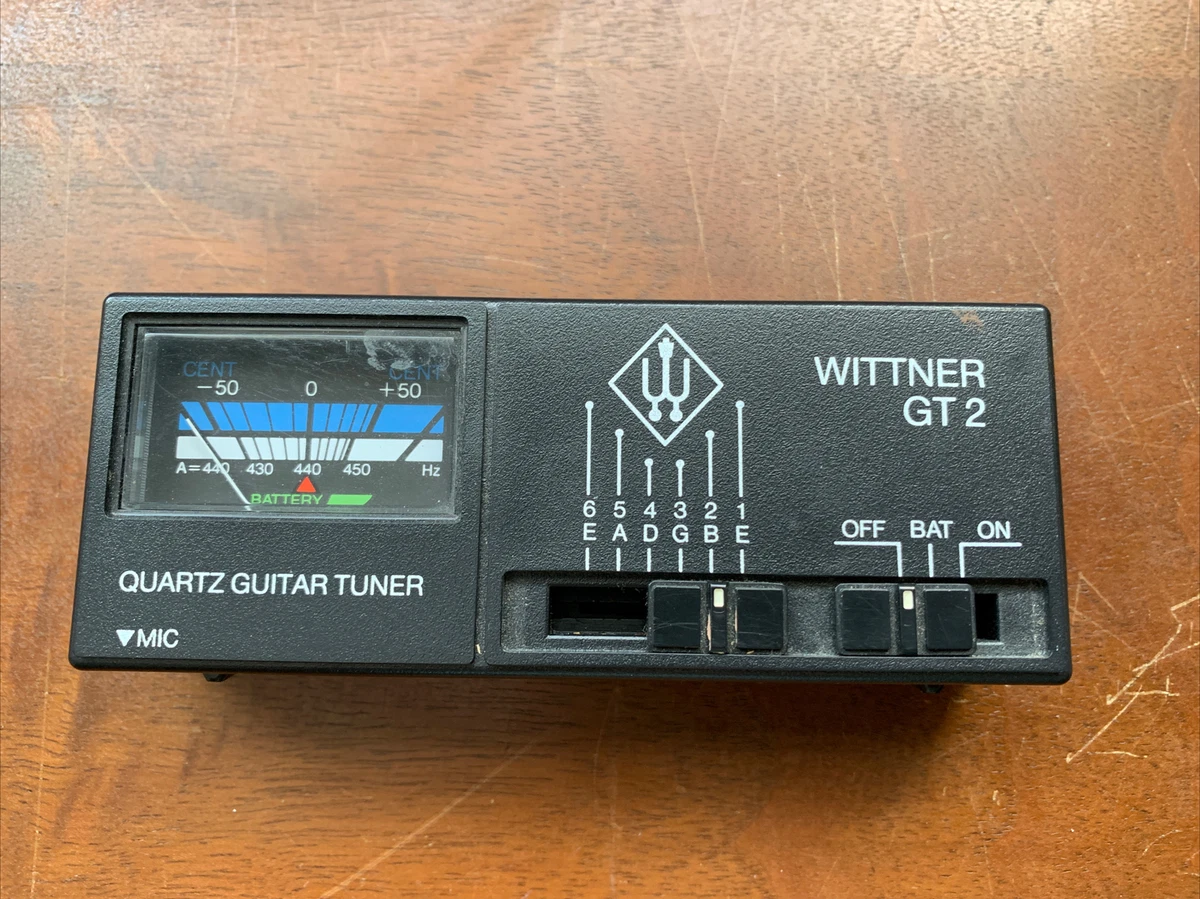 CENT CENT
−50 0 +50
A=440 430 440 450 Hz
BATTERY
QUARTZ GUITAR TUNER
▼MIC
WITTNER
GT 2
6 5 4 3 2 1
E A D G B E
OFF BAT ON